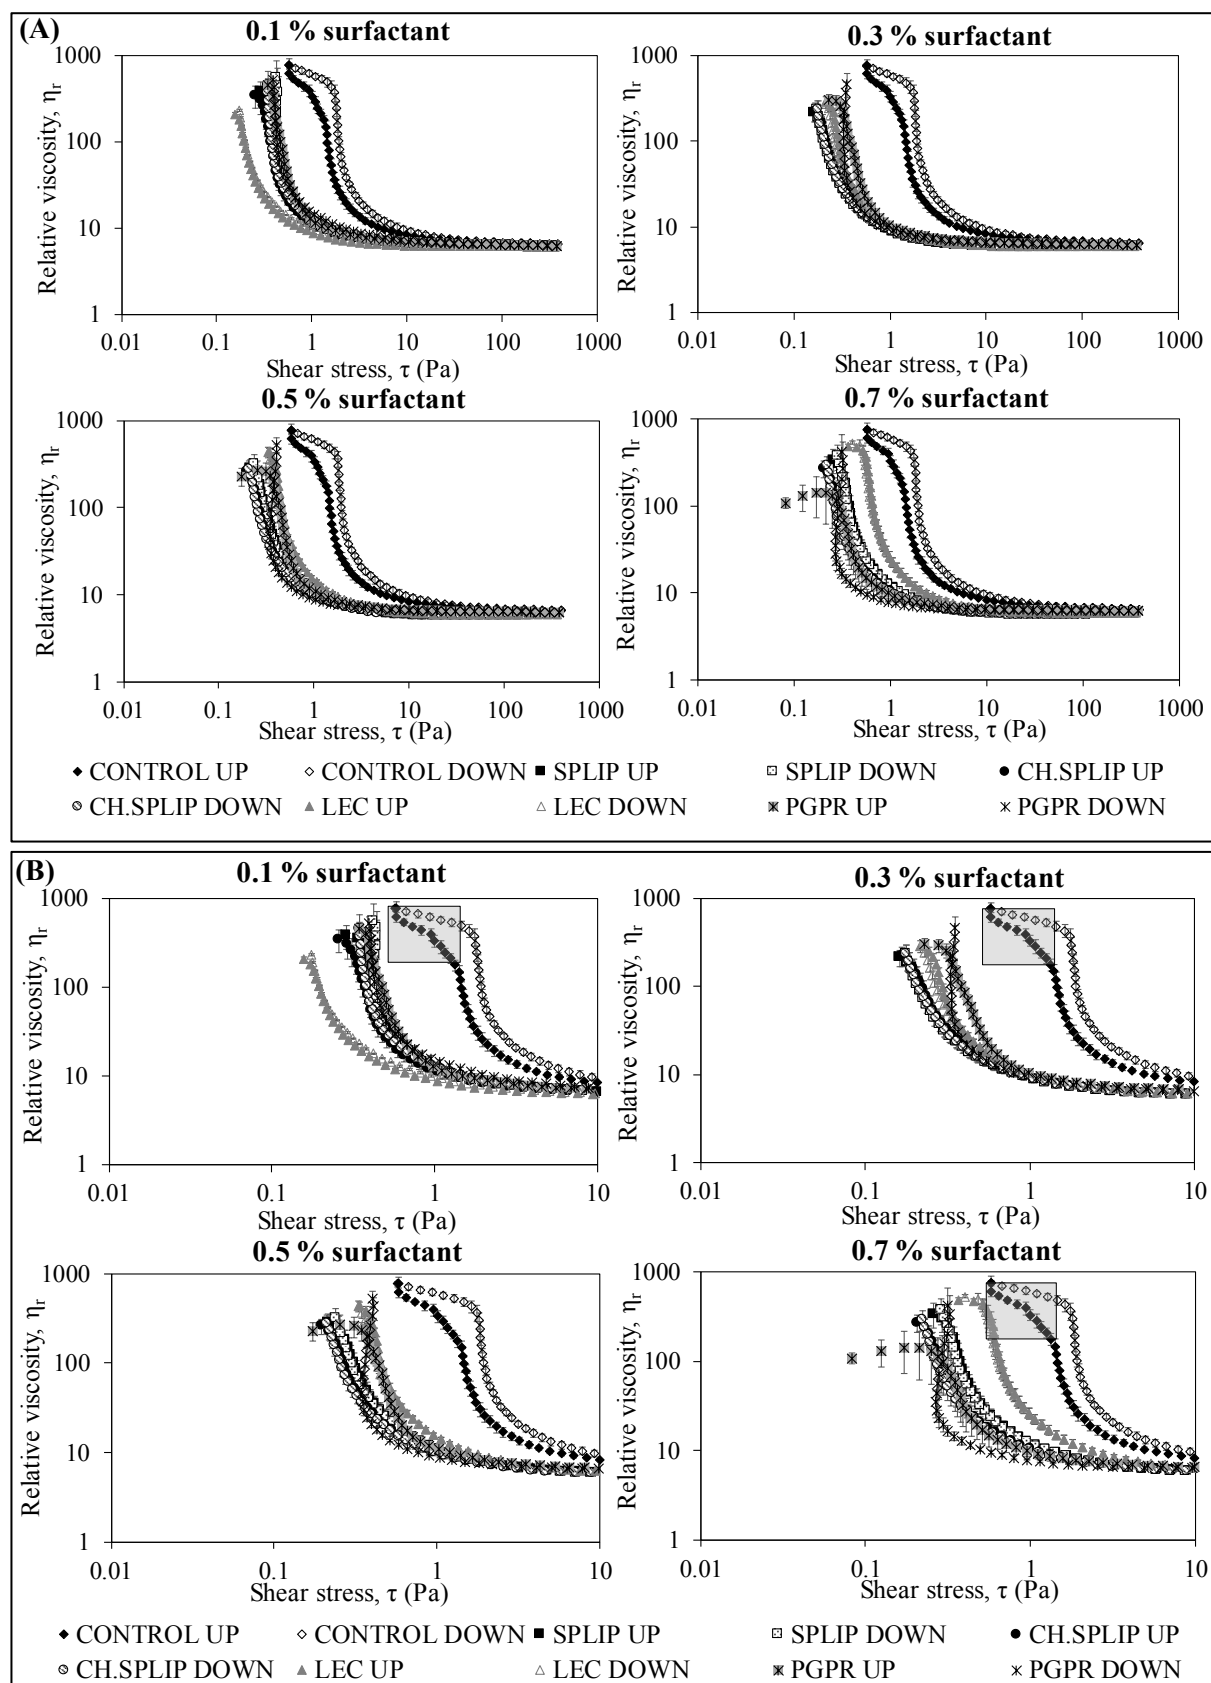 (A)
0.1 % surfactant
0.3 % surfactant
Relative viscosity, ηr
1000
100
10
1
0.01 0.1 1 10 100 1000
Shear stress, τ (Pa)
Relative viscosity, ηr
1000
100
10
1
0.01 0.1 1 10 100 1000
Shear stress, τ (Pa)
0.5 % surfactant
0.7 % surfactant
Relative viscosity, ηr
1000
100
10
1
0.01 0.1 1 10 100 1000
Shear stress, τ (Pa)
Relative viscosity, ηr
1000
100
10
1
0.01 0.1 1 10 100 1000
Shear stress, τ (Pa)
CONTROL UP CONTROL DOWN SPLIP UP SPLIP DOWN CH.SPLIP UP
CH.SPLIP DOWN LEC UP LEC DOWN PGPR UP PGPR DOWN
(B)
0.1 % surfactant
0.3 % surfactant
Relative viscosity, ηr
1000
100
10
1
0.01 0.1 1 10
Shear stress, τ (Pa)
Relative viscosity, ηr
1000
100
10
1
0.01 0.1 1 10
Shear stress, τ (Pa)
0.5 % surfactant
0.7 % surfactant
Relative viscosity, ηr
1000
100
10
1
0.01 0.1 1 10
Shear stress, τ (Pa)
Relative viscosity, ηr
1000
100
10
1
0.01 0.1 1 10
Shear stress, τ (Pa)
CONTROL UP CONTROL DOWN SPLIP UP SPLIP DOWN CH.SPLIP UP
CH.SPLIP DOWN LEC UP LEC DOWN PGPR UP PGPR DOWN